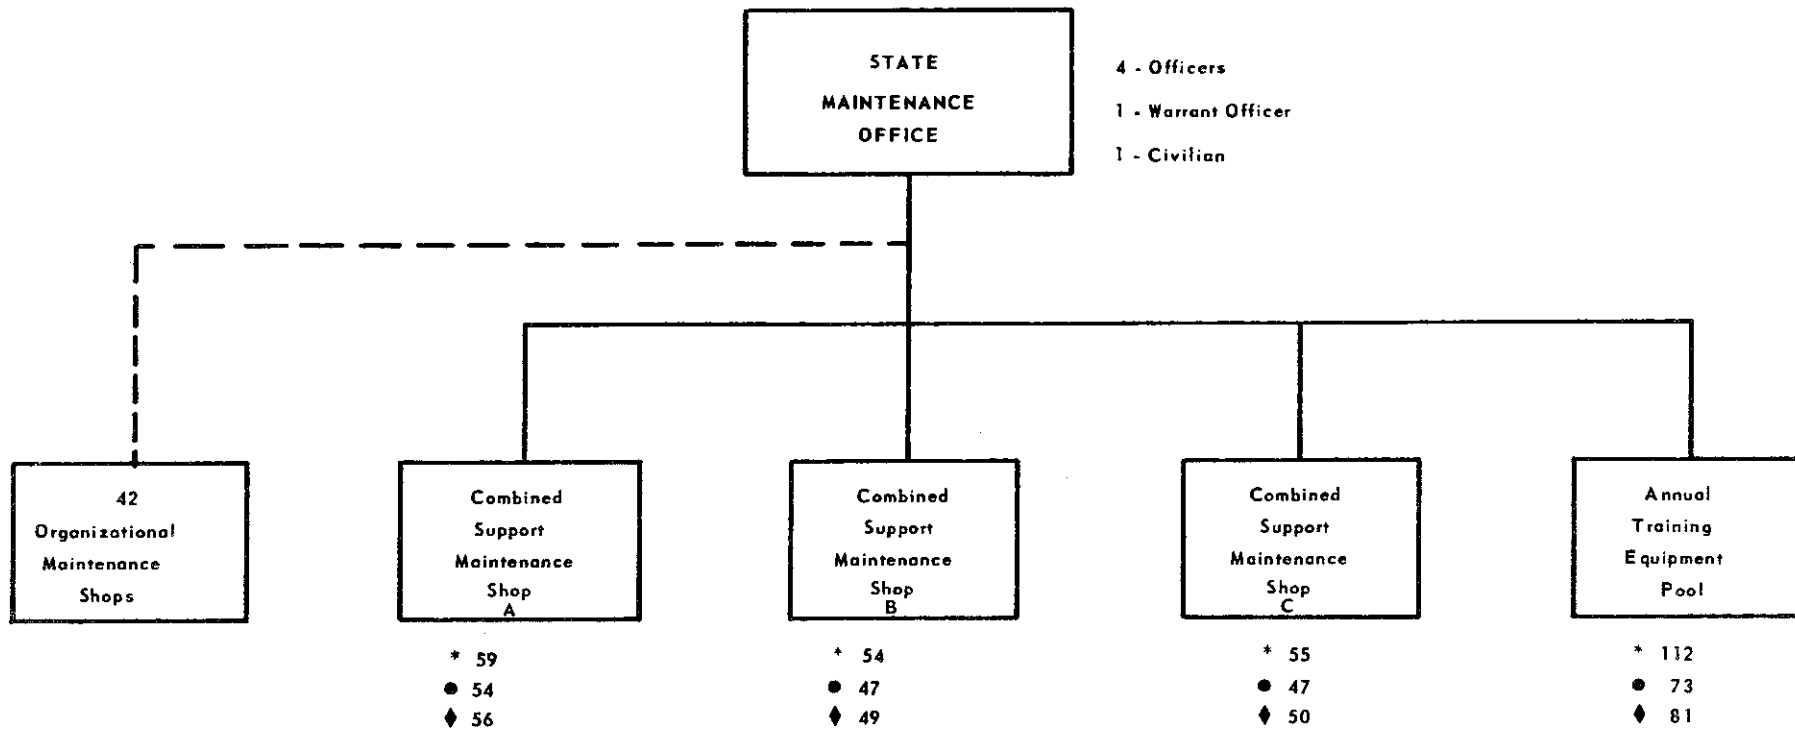 STATE
MAINTENANCE
OFFICE
4 - Officers
1 - Warrant Officer
1 - Civilian
42
Organizational
Maintenance
Shops
Combined
Support
Maintenance
Shop
A
Combined
Support
Maintenance
Shop
B
Combined
Support
Maintenance
Shop
C
Annual
Training
Equipment
Pool
* 59
● 54
♦ 56
* 54
● 47
♦ 49
* 55
● 47
♦ 50
* 112
● 73
♦ 81